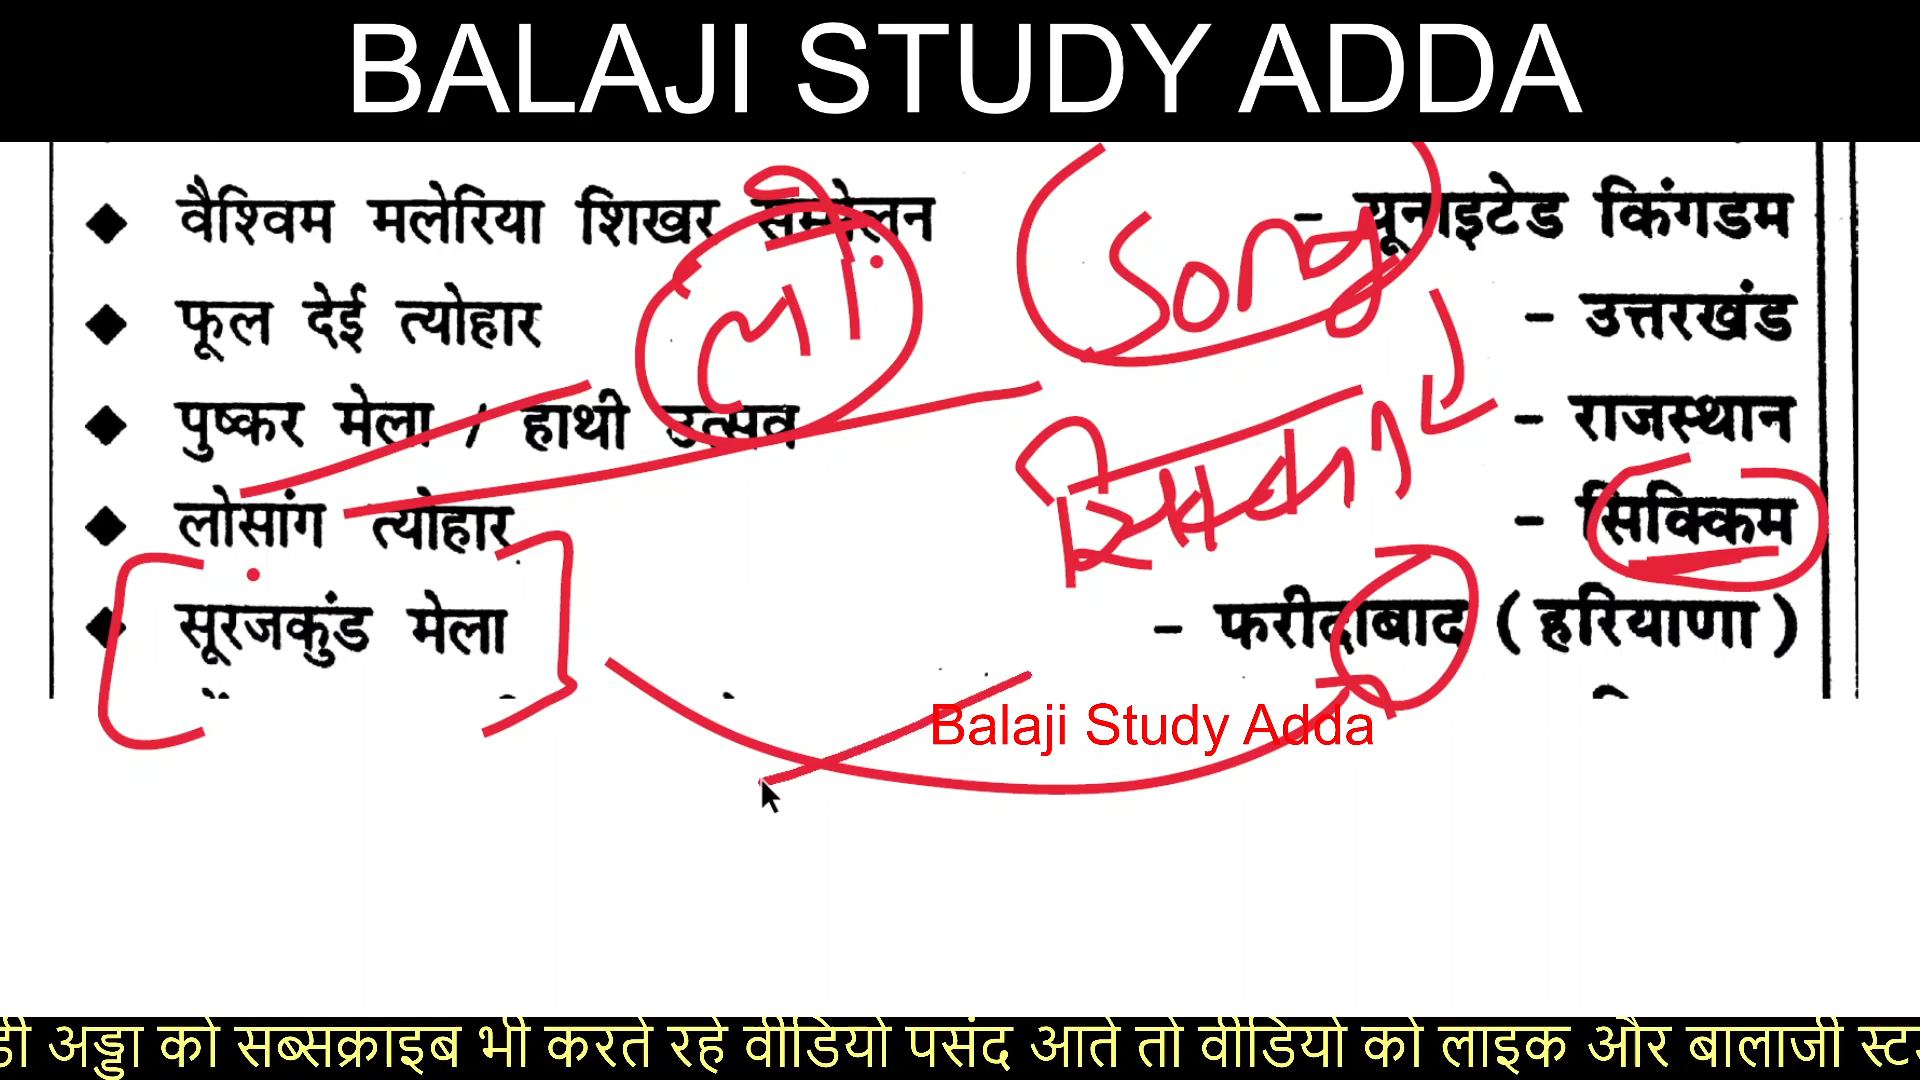 BALAJI STUDY ADDA
◆ वैश्विम मलेरिया शिखर सम्मेलन - यूनाइटेड किंगडम
◆ फूल देई त्योहार - उत्तरखंड
◆ पुष्कर मेला / हाथी उत्सव - राजस्थान
◆ लोसांग त्योहार - सिक्किम
◆ सूरजकुंड मेला - फरीदाबाद ( हरियाणा )
लो
Song
Balaji Study Adda
डी अड्डा को सब्सक्राइब भी करते रहे वीडियो पसंद आते तो वीडियो को लाइक और बालाजी स्ट